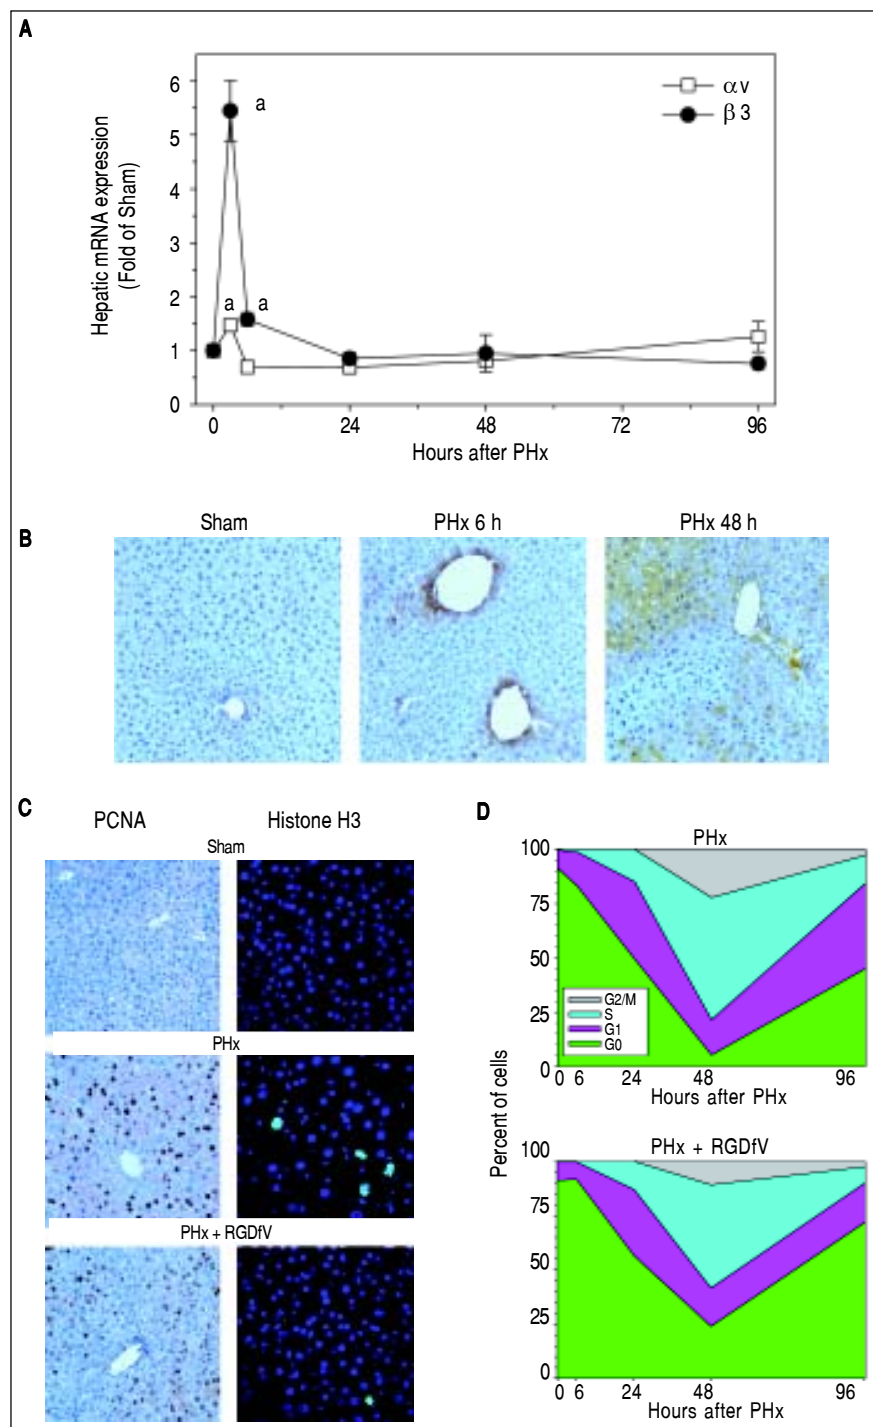 A
Hepatic mRNA expression
(Fold of Sham)
6
5
4
3
2
1
0
a
a
a
αv
β3
0 24 48 72 96
Hours after PHx
B
Sham PHx 6 h PHx 48 h
C
PCNA Histone H3
Sham
PHx
PHx + RGDfV
D
Percent of cells
PHx
100
75
50
25
0
G2/M
S
G1
G0
0 6 24 48 96
Hours after PHx
PHx + RGDfV
100
75
50
25
0
0 6 24 48 96
Hours after PHx